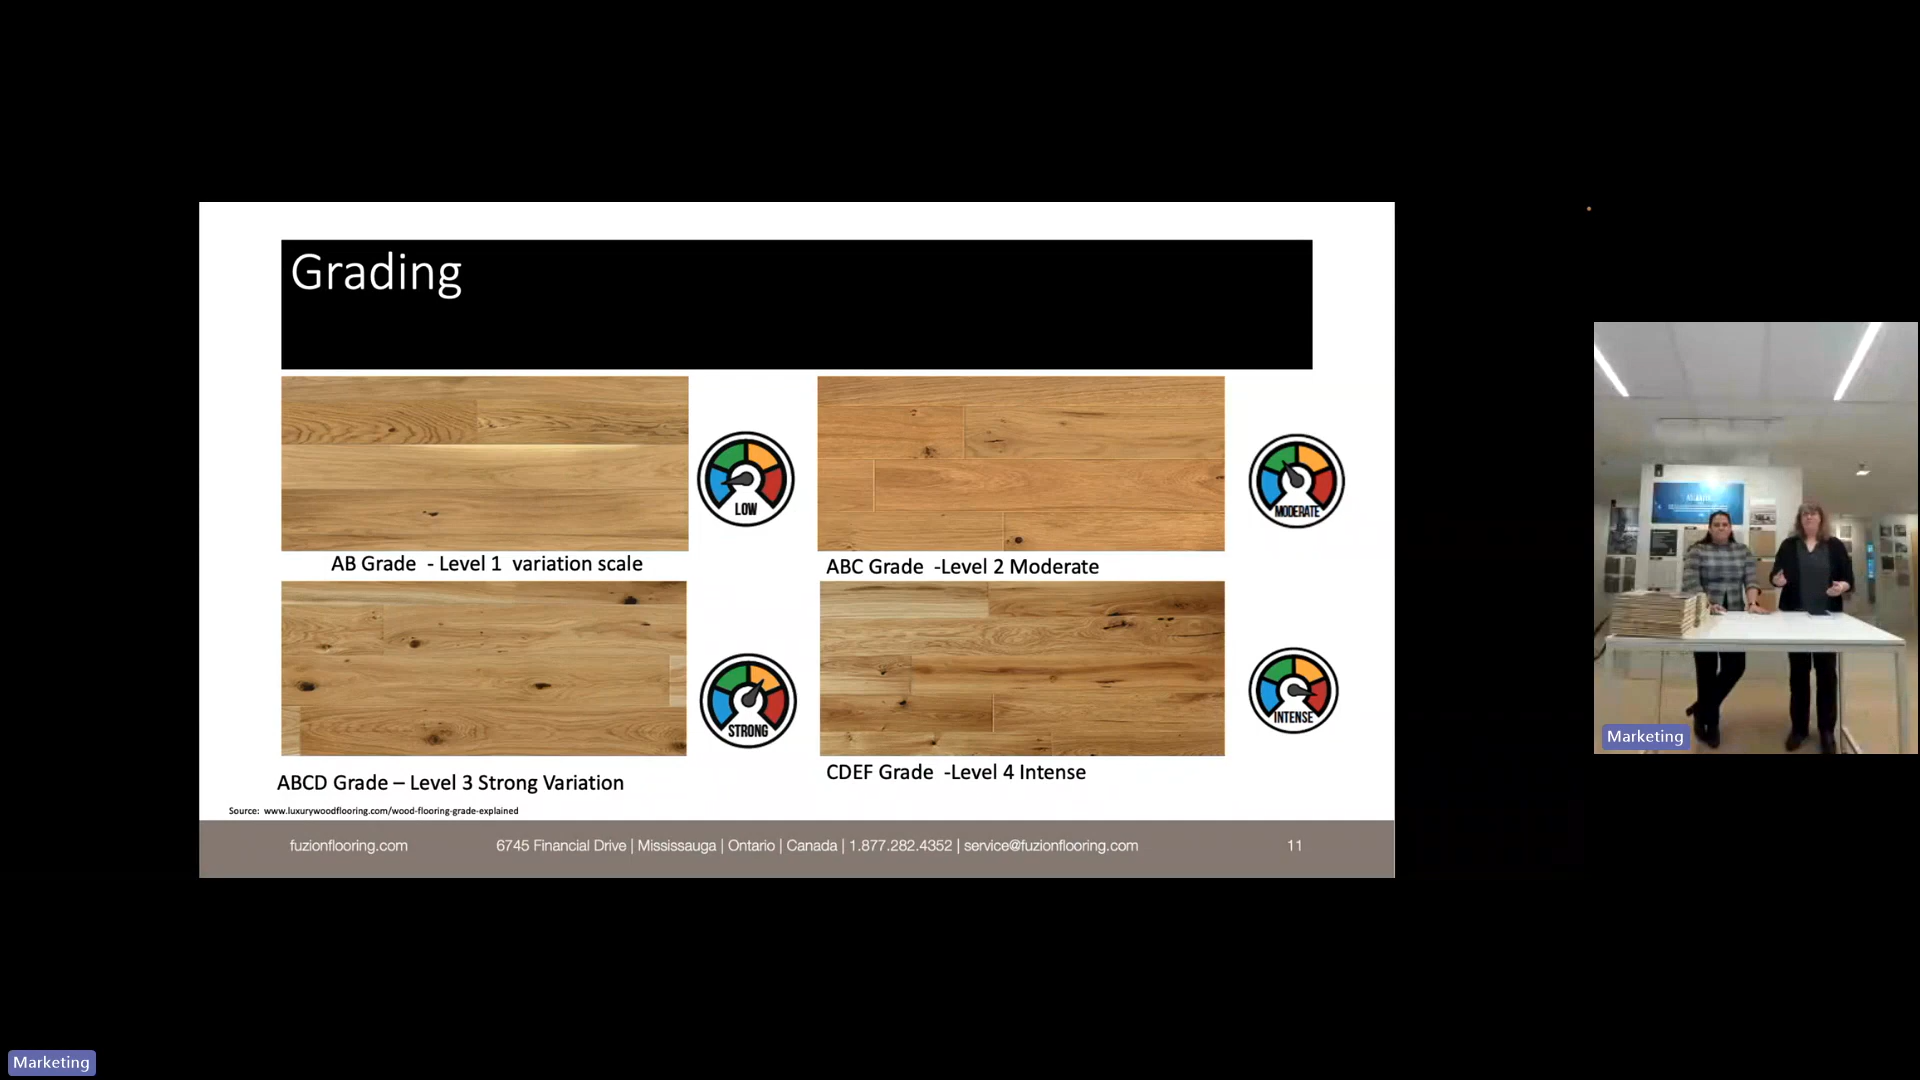 Grading
LOW
MODERATE
AB Grade - Level 1 variation scale
ABC Grade -Level 2 Moderate
STRONG
INTENSE
ABCD Grade – Level 3 Strong Variation
CDEF Grade -Level 4 Intense
Source: www.luxurywoodflooring.com/wood-flooring-grade-explained
fuzionflooring.com
6745 Financial Drive | Mississauga | Ontario | Canada | 1.877.282.4352 | service@fuzionflooring.com
11
Marketing
Marketing